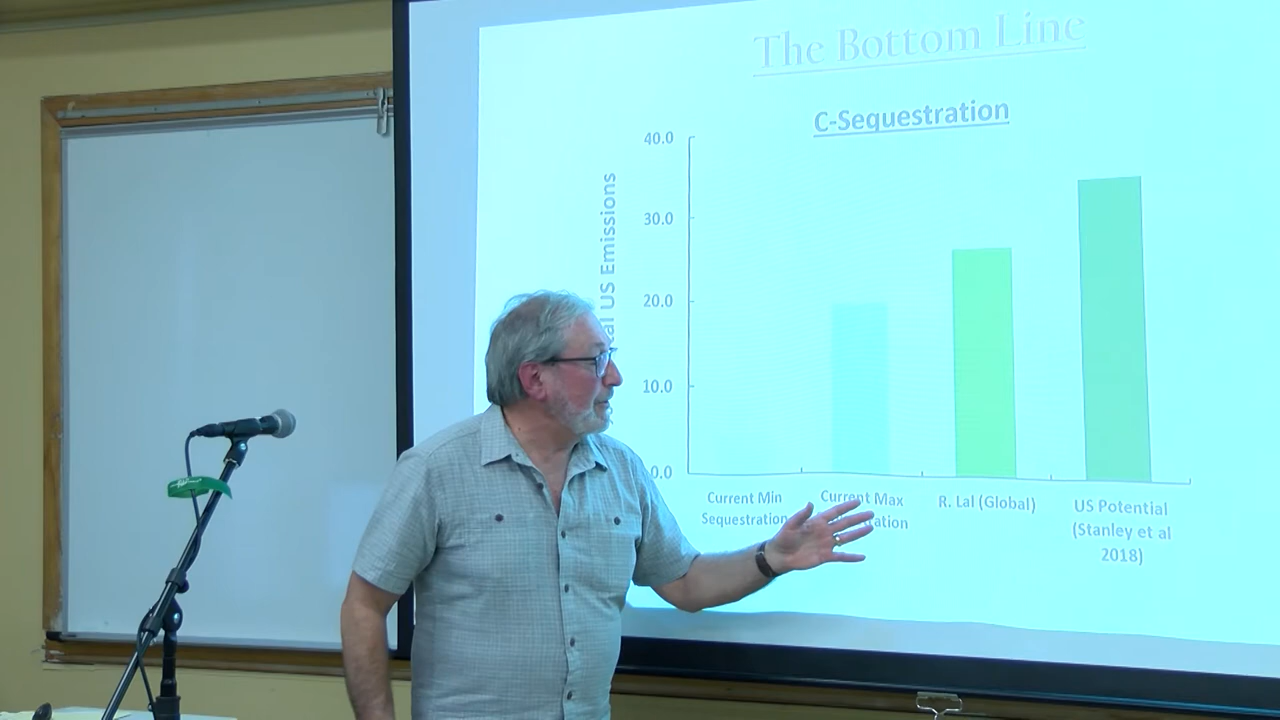 The Bottom Line
C-Sequestration
40.0
30.0
20.0
10.0
0.0
US Emissions
Current Min
Sequestration
Current Max
R. Lal (Global)
US Potential
(Stanley et al
2018)